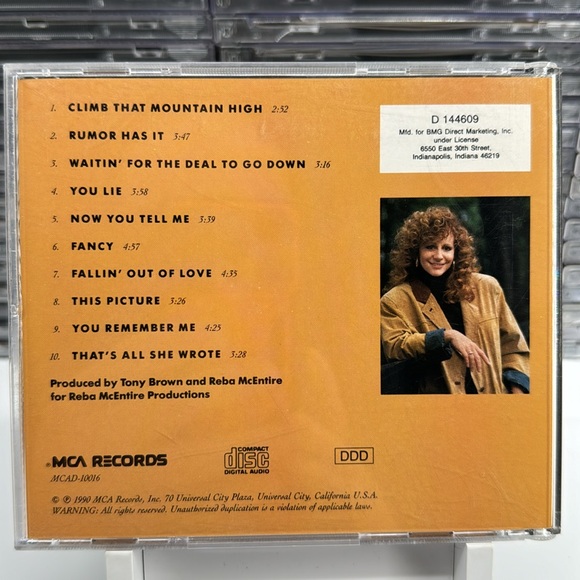 1. CLIMB THAT MOUNTAIN HIGH 2:52
2. RUMOR HAS IT 3:47
3. WAITIN' FOR THE DEAL TO GO DOWN 3:16
4. YOU LIE 3:58
5. NOW YOU TELL ME 3:39
6. FANCY 4:57
7. FALLIN' OUT OF LOVE 4:35
8. THIS PICTURE 3:26
9. YOU REMEMBER ME 4:25
10. THAT'S ALL SHE WROTE 3:28
Produced by Tony Brown and Reba McEntire
for Reba McEntire Productions
D 144609
Mfd. for BMG Direct Marketing, Inc.
under License
6550 East 30th Street,
Indianapolis, Indiana 46219
MCA RECORDS
MCAD-10016
COMPACT
disc
DIGITAL AUDIO
DDD
© ℗ 1990 MCA Records, Inc. 70 Universal City Plaza, Universal City, California U.S.A.
WARNING: All rights reserved. Unauthorized duplication is a violation of applicable laws.